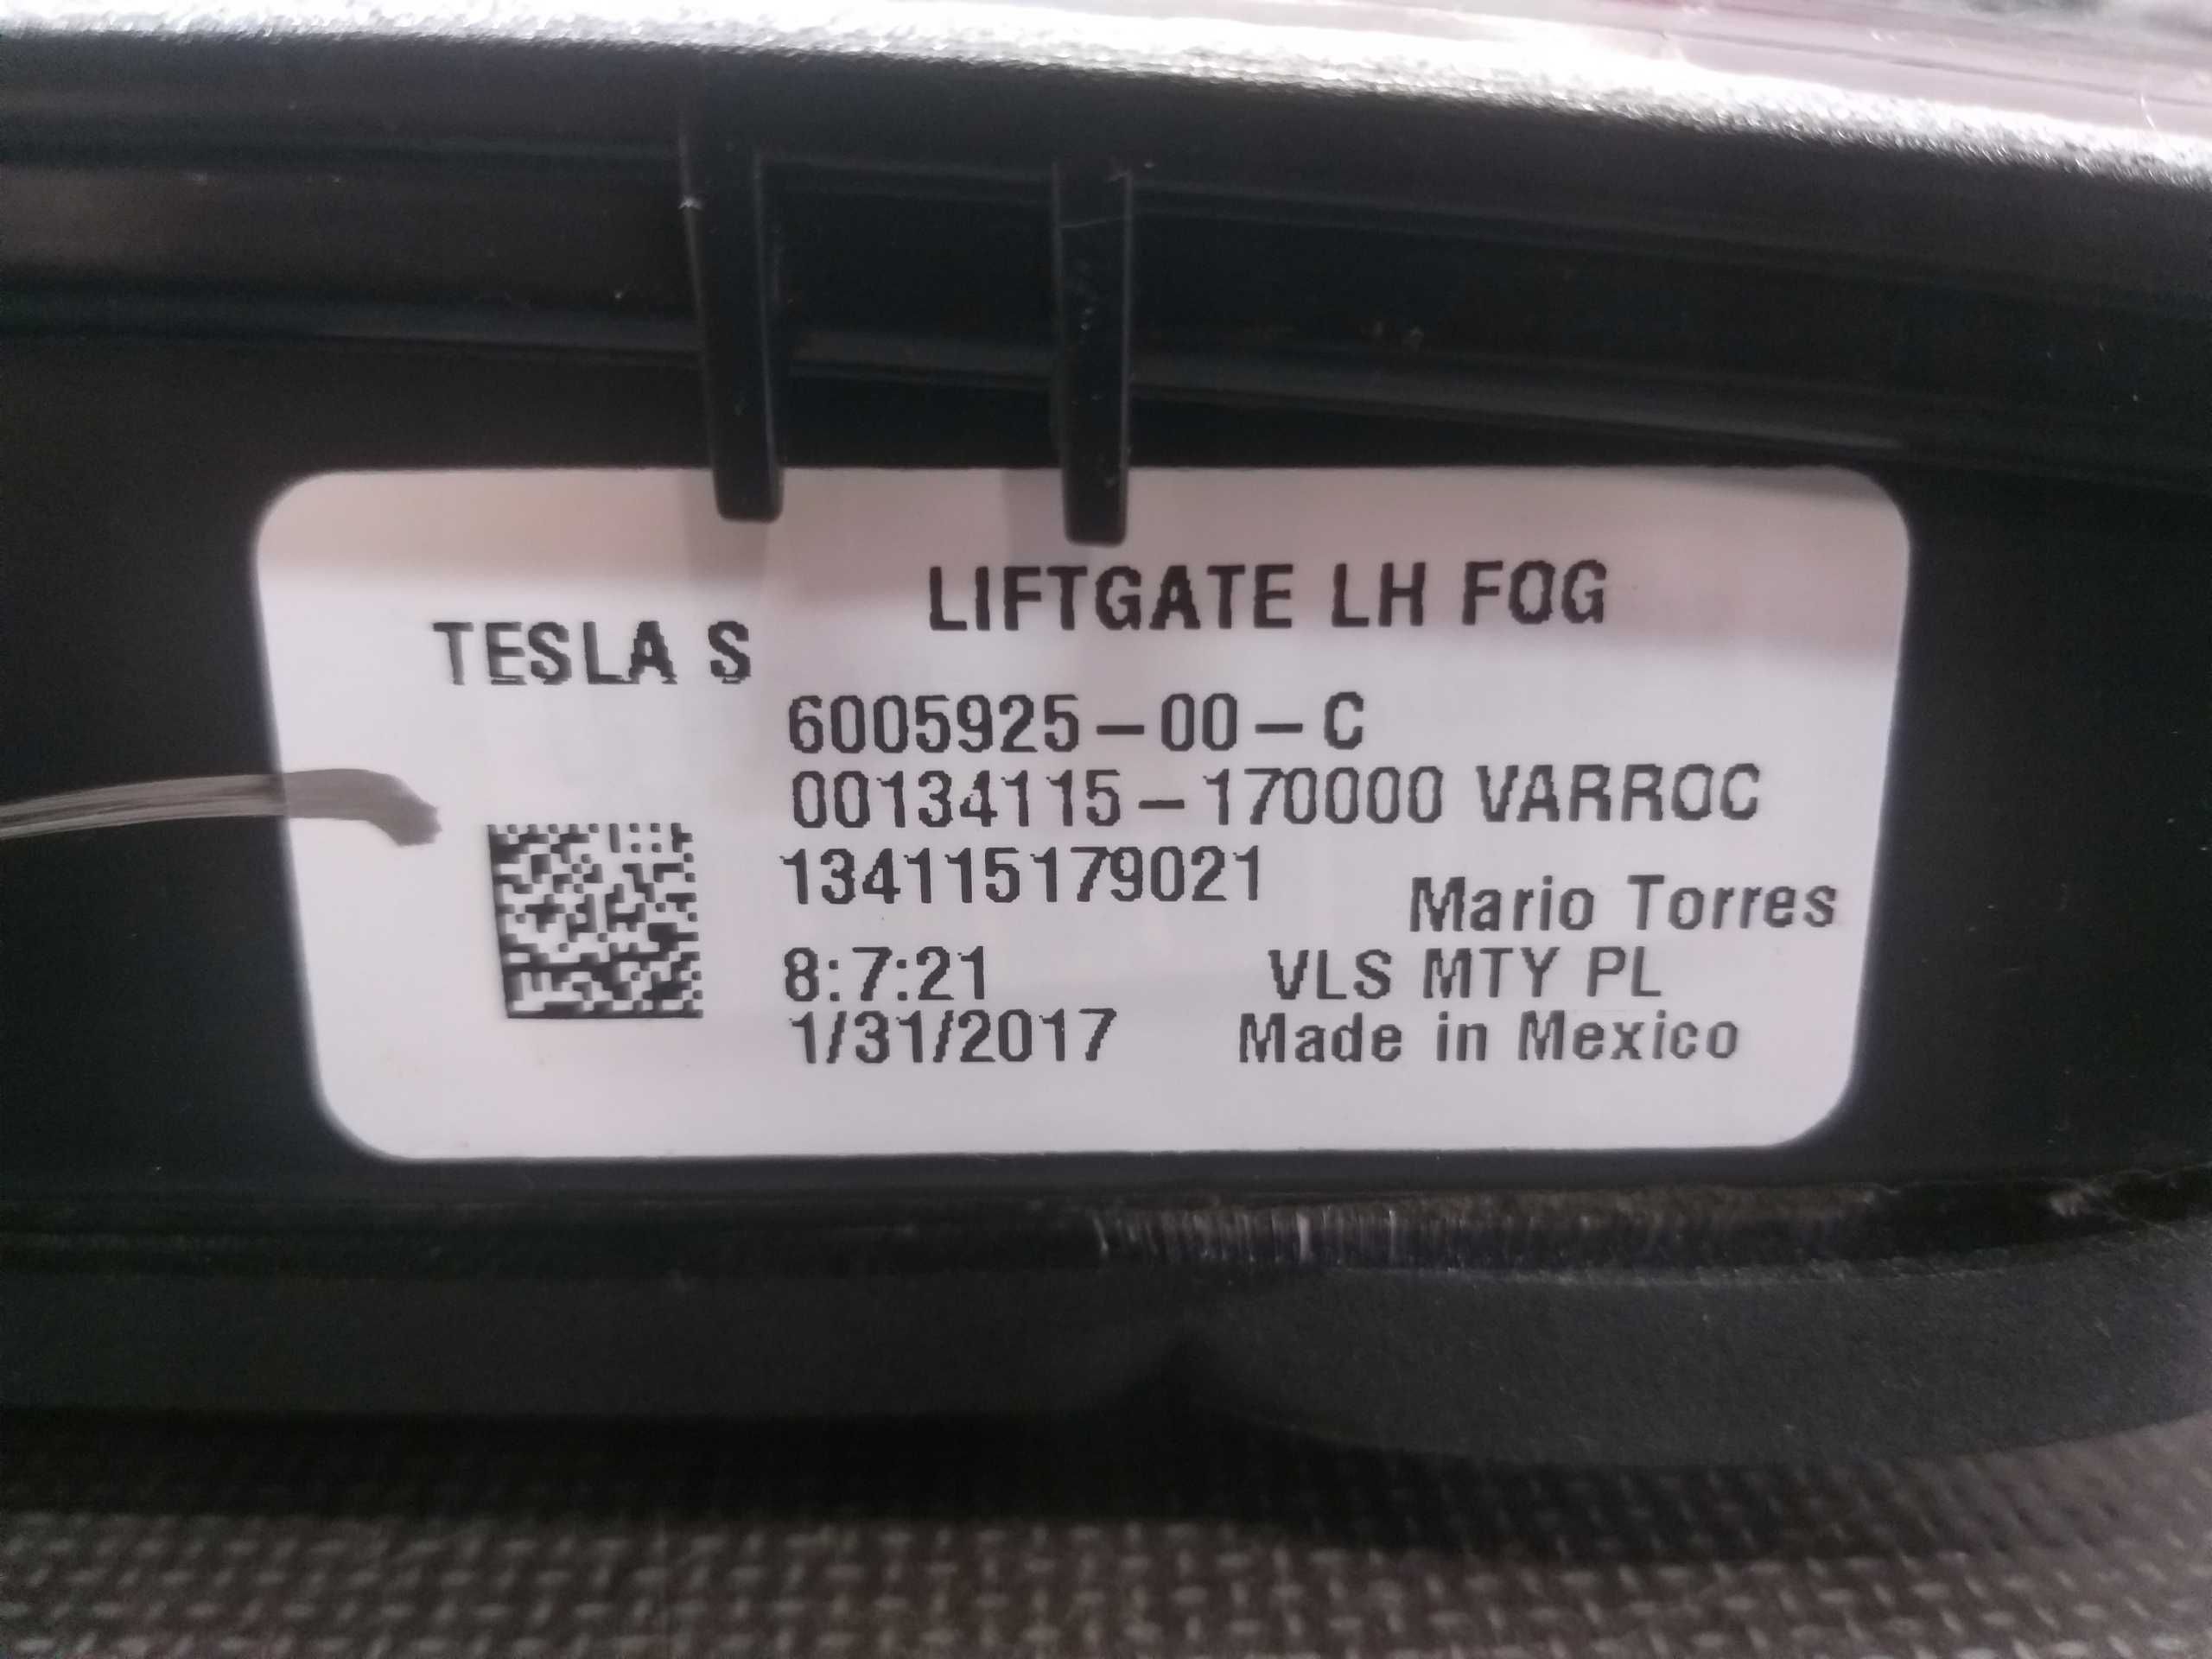 LIFTGATE LH FOG
TESLA S
6005925-00-C
00134115-170000 VARROC
134115179021
Mario Torres
8:7:21 VLS MTY PL
1/31/2017 Made in Mexico